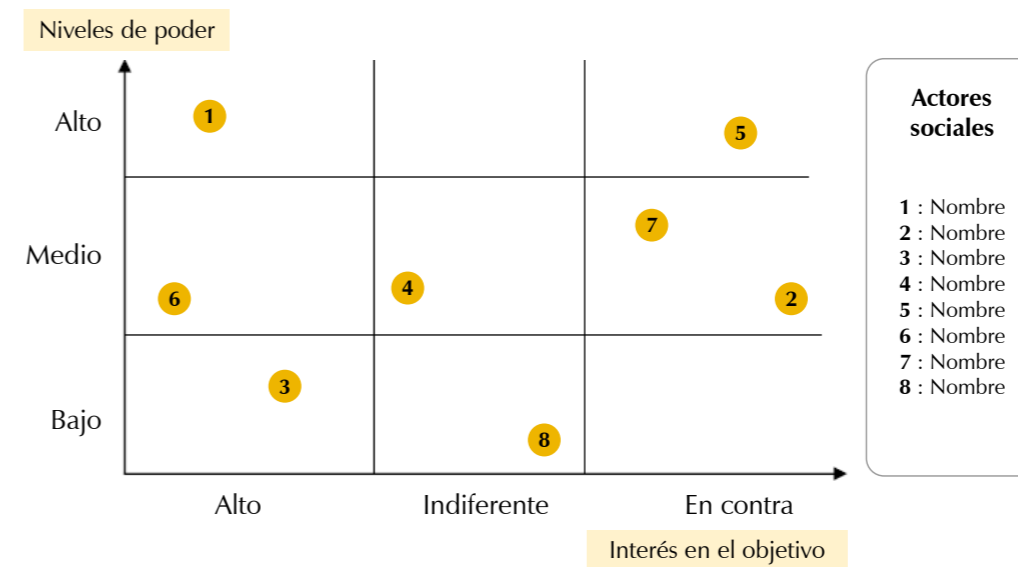 Niveles de poder
Alto
1
5
Medio
7
6
4
2
Bajo
3
8
Alto
Indiferente
En contra
Interés en el objetivo
Actores
sociales
1 : Nombre
2 : Nombre
3 : Nombre
4 : Nombre
5 : Nombre
6 : Nombre
7 : Nombre
8 : Nombre